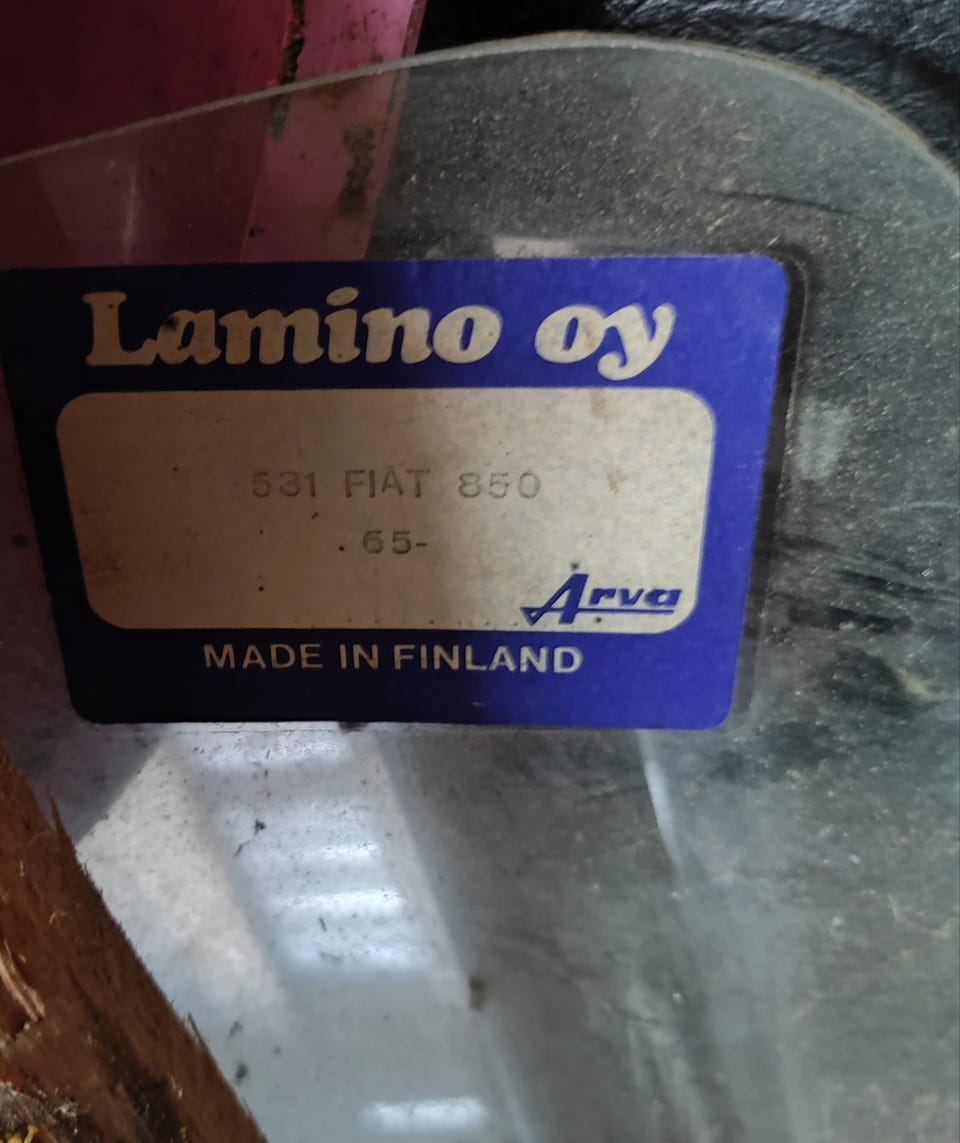 Lamino oy
531 FIAT 850
65-
Arva
MADE IN FINLAND